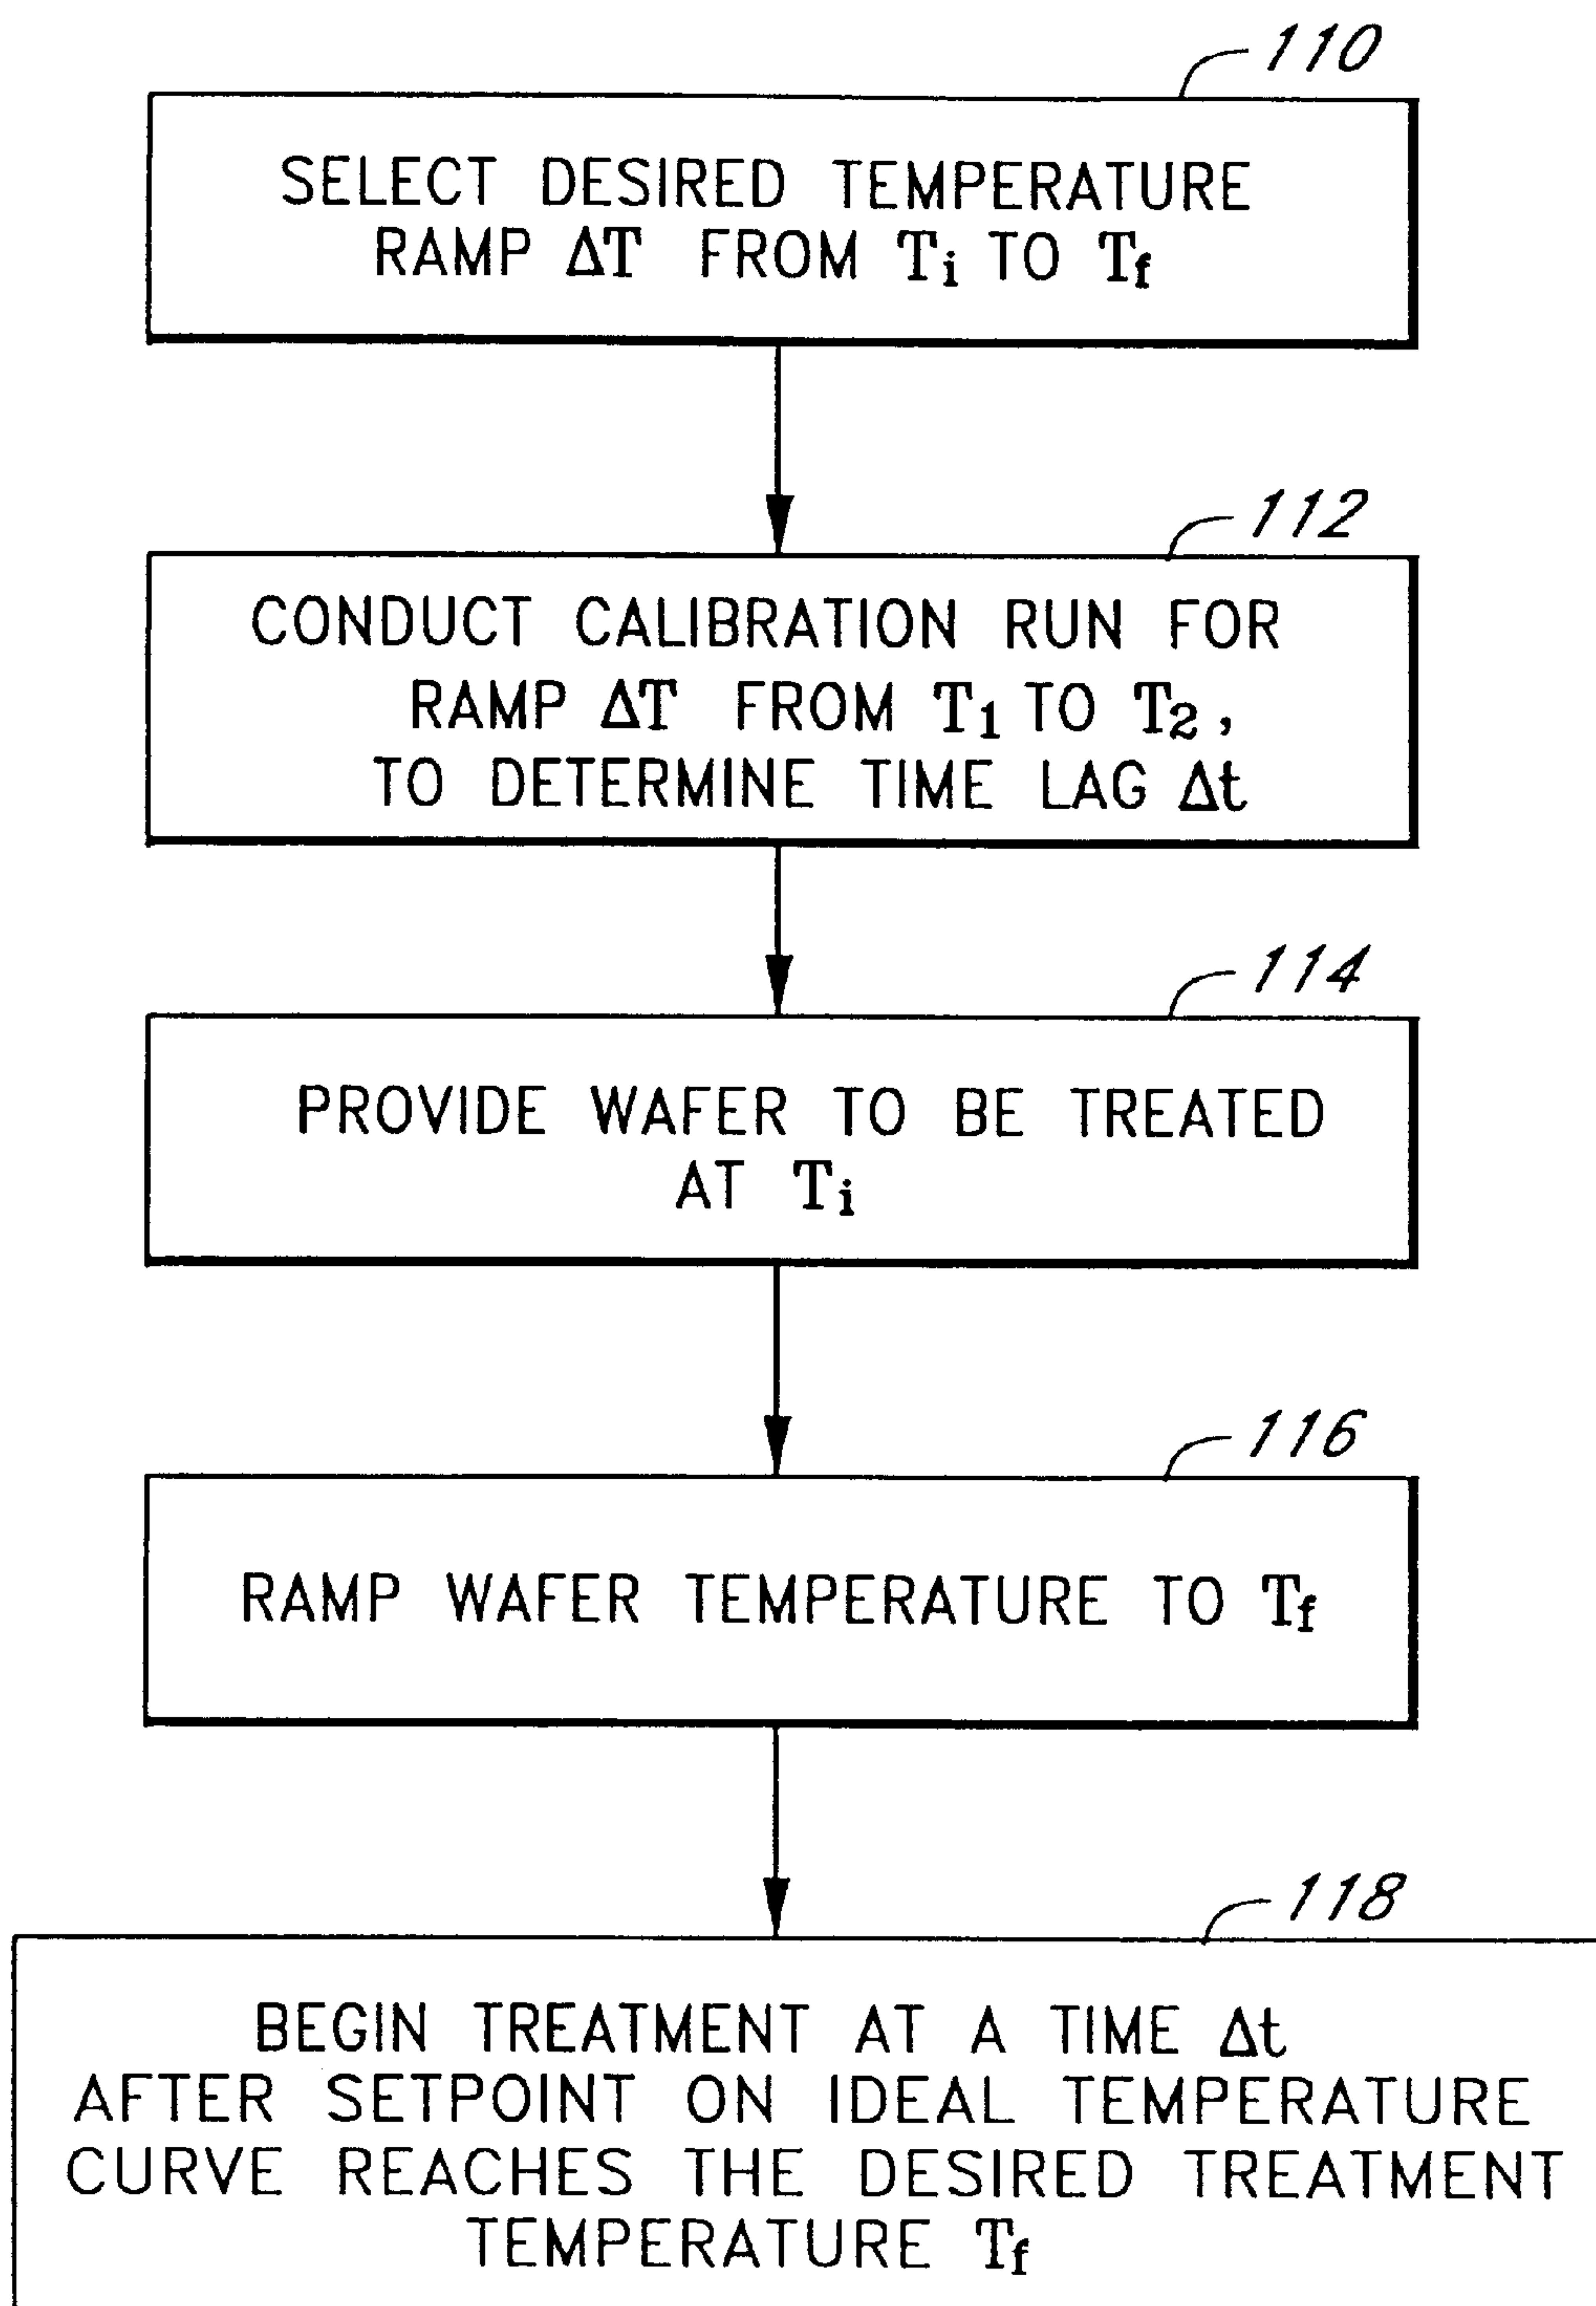 110
SELECT DESIRED TEMPERATURE
RAMP ΔT FROM Ti TO Tf
112
CONDUCT CALIBRATION RUN FOR
RAMP ΔT FROM T1 TO T2,
TO DETERMINE TIME LAG Δt
114
PROVIDE WAFER TO BE TREATED
AT Ti
116
RAMP WAFER TEMPERATURE TO Tf
118
BEGIN TREATMENT AT A TIME Δt
AFTER SETPOINT ON IDEAL TEMPERATURE
CURVE REACHES THE DESIRED TREATMENT
TEMPERATURE Tf